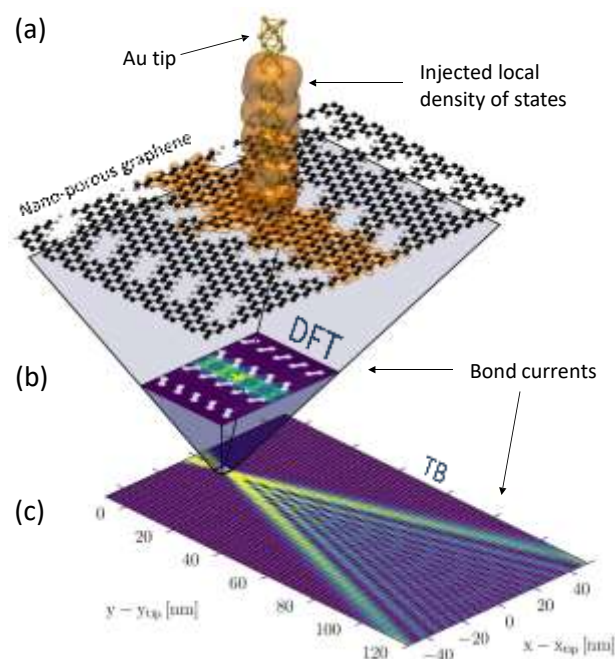 (a)
Au tip
Injected local
density of states
Nano-porous graphene
DFT
(b)
Bond currents
TB
(c)
0
20
40
60
80
100
120
y − y_tip [nm]
−40
−20
0
20
40
x − x_tip [nm]